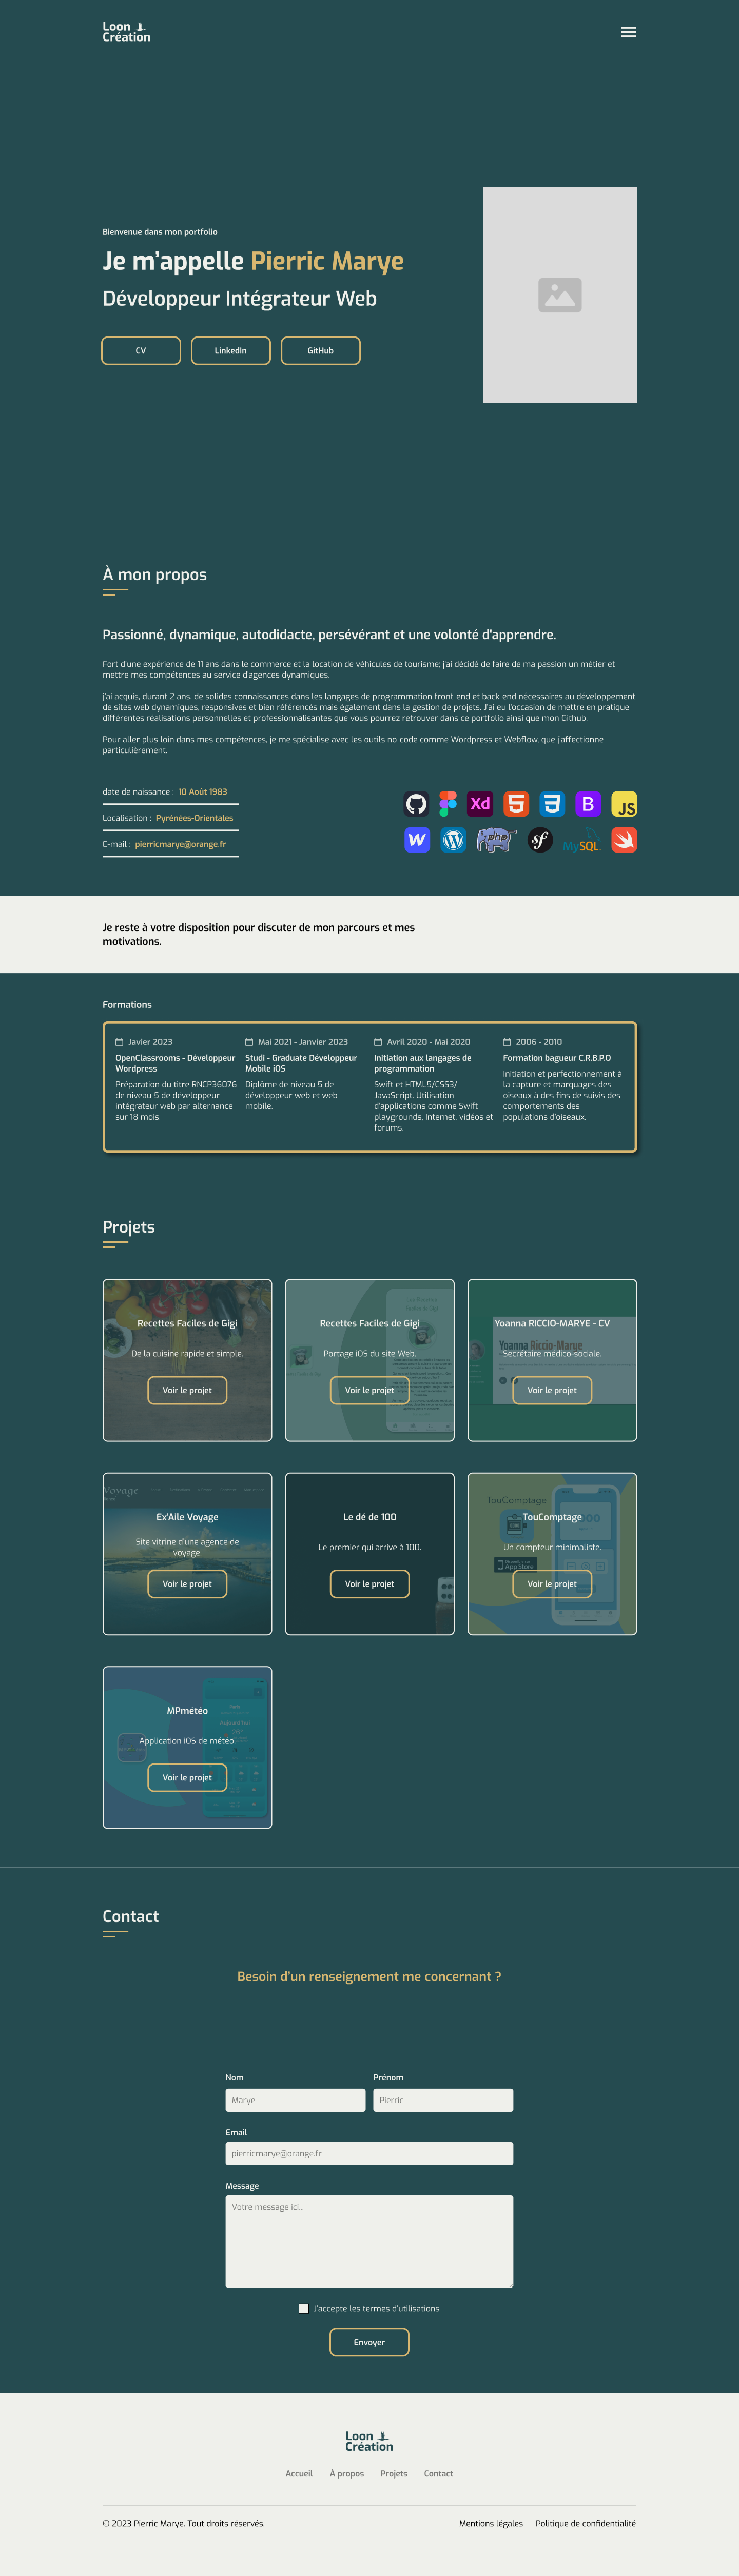 Loon
Création
Bienvenue dans mon portfolio
Je m’appelle Pierric Marye
Développeur Intégrateur Web
CV
LinkedIn
GitHub
À mon propos
Passionné, dynamique, autodidacte, persévérant et une volonté d'apprendre.
Fort d’une expérience de 11 ans dans le commerce et la location de véhicules de tourisme; j’ai décidé de faire de ma passion un métier et
mettre mes compétences au service d’agences dynamiques.
j’ai acquis, durant 2 ans, de solides connaissances dans les langages de programmation front-end et back-end nécessaires au développement
de sites web dynamiques, responsives et bien référencés mais également dans la gestion de projets. J’ai eu l’occasion de mettre en pratique
différentes réalisations personnelles et professionnalisantes que vous pourrez retrouver dans ce portfolio ainsi que mon Github.
Pour aller plus loin dans mes compétences, je me spécialise avec les outils no-code comme Wordpress et Webflow, que j’affectionne
particulièrement.
date de naissance : 10 Août 1983
Localisation : Pyrénées-Orientales
E-mail : pierricmarye@orange.fr
Xd
5
3
B
JS
W
php
sf
MySQL
Je reste à votre disposition pour discuter de mon parcours et mes
motivations.
Formations
Javier 2023
OpenClassrooms - Développeur
Wordpress
Préparation du titre RNCP36076
de niveau 5 de développeur
intégrateur web par alternance
sur 18 mois.
Mai 2021 - Janvier 2023
Studi - Graduate Développeur
Mobile iOS
Diplôme de niveau 5 de
développeur web et web
mobile.
Avril 2020 - Mai 2020
Initiation aux langages de
programmation
Swift et HTML5/CSS3/
JavaScript. Utilisation
d’applications comme Swift
playgrounds, Internet, vidéos et
forums.
2006 - 2010
Formation bagueur C.R.B.P.O
Initiation et perfectionnement à
la capture et marquages des
oiseaux à des fins de suivis des
comportements des
populations d’oiseaux.
Projets
Recettes Faciles de Gigi
De la cuisine rapide et simple.
Voir le projet
Recettes Faciles de Gigi
Portage iOS du site Web.
Voir le projet
Yoanna RICCIO-MARYE - CV
Yoanna Riccio-Marye
Secrétaire médico-sociale.
Voir le projet
Voyage
Ex’Aile Voyage
Site vitrine d’une agence de
voyage.
Voir le projet
Le dé de 100
Le premier qui arrive à 100.
Voir le projet
TouComptage
TouComptage
Un compteur minimaliste.
App Store
Voir le projet
MPmétéo
Application iOS de météo.
Voir le projet
Contact
Besoin d’un renseignement me concernant ?
Nom
Prénom
Marye
Pierric
Email
pierricmarye@orange.fr
Message
Votre message ici...
J’accepte les termes d’utilisations
Envoyer
Loon
Création
Accueil
À propos
Projets
Contact
© 2023 Pierric Marye. Tout droits réservés.
Mentions légales
Politique de confidentialité